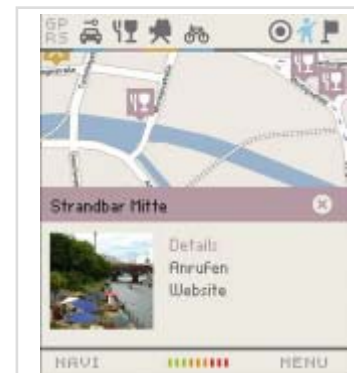 GP
RS
Strandbar Mitte
Details
Anrufen
Website
NAVI
MENU